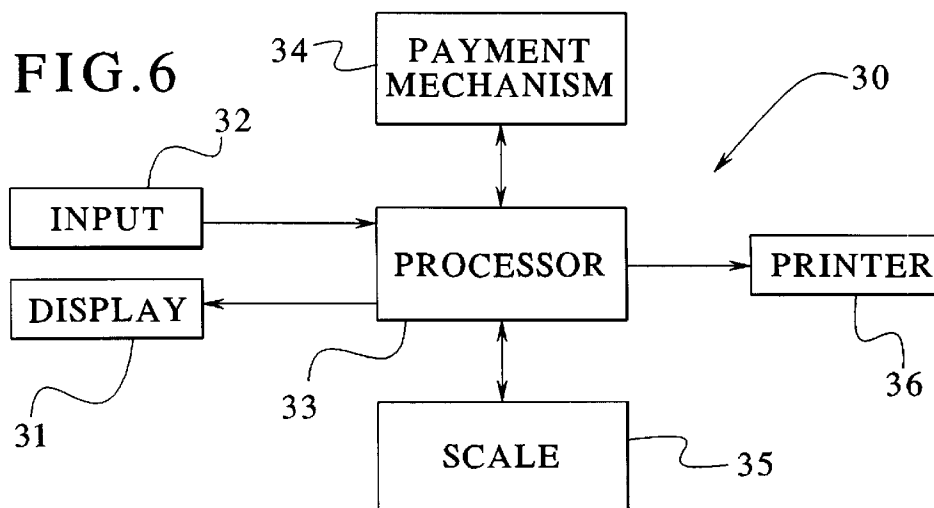 FIG.6
34
PAYMENT
MECHANISM
30
32
INPUT
PROCESSOR
PRINTER
DISPLAY
31
33
36
SCALE
35